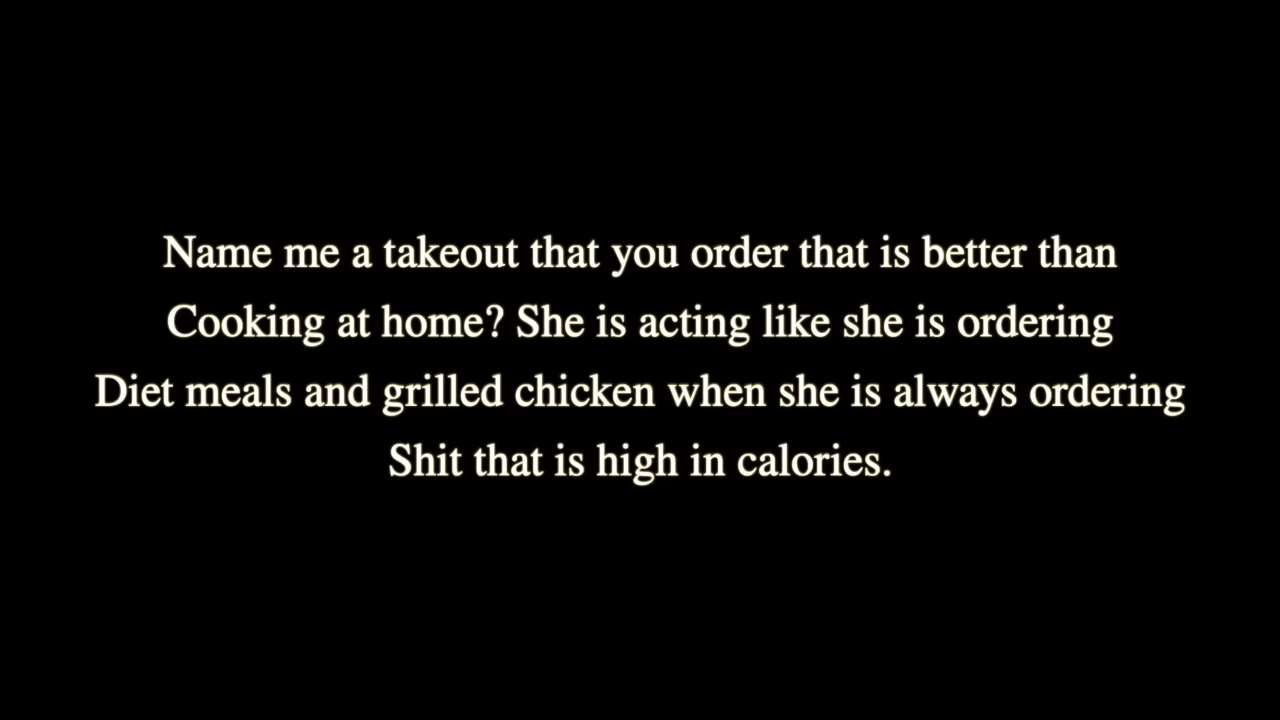 Name me a takeout that you order that is better than
Cooking at home? She is acting like she is ordering
Diet meals and grilled chicken when she is always ordering
Shit that is high in calories.